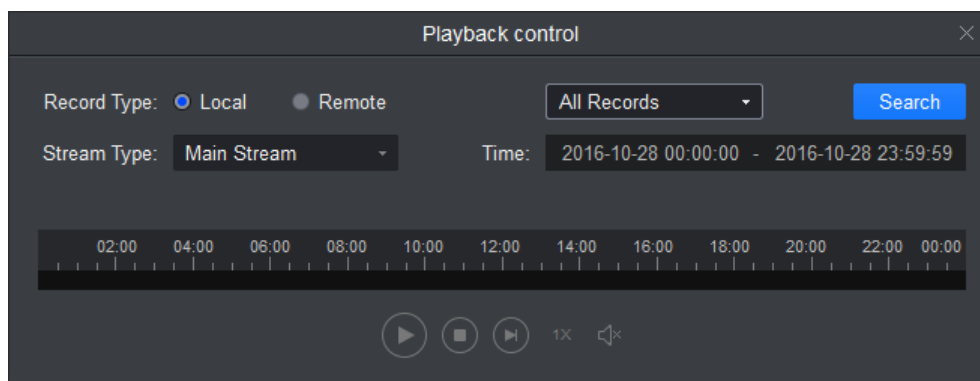 Playback control
Record Type: Local Remote All Records Search
Stream Type: Main Stream Time: 2016-10-28 00:00:00 - 2016-10-28 23:59:59
02:00 04:00 06:00 08:00 10:00 12:00 14:00 16:00 18:00 20:00 22:00 00:00
1X